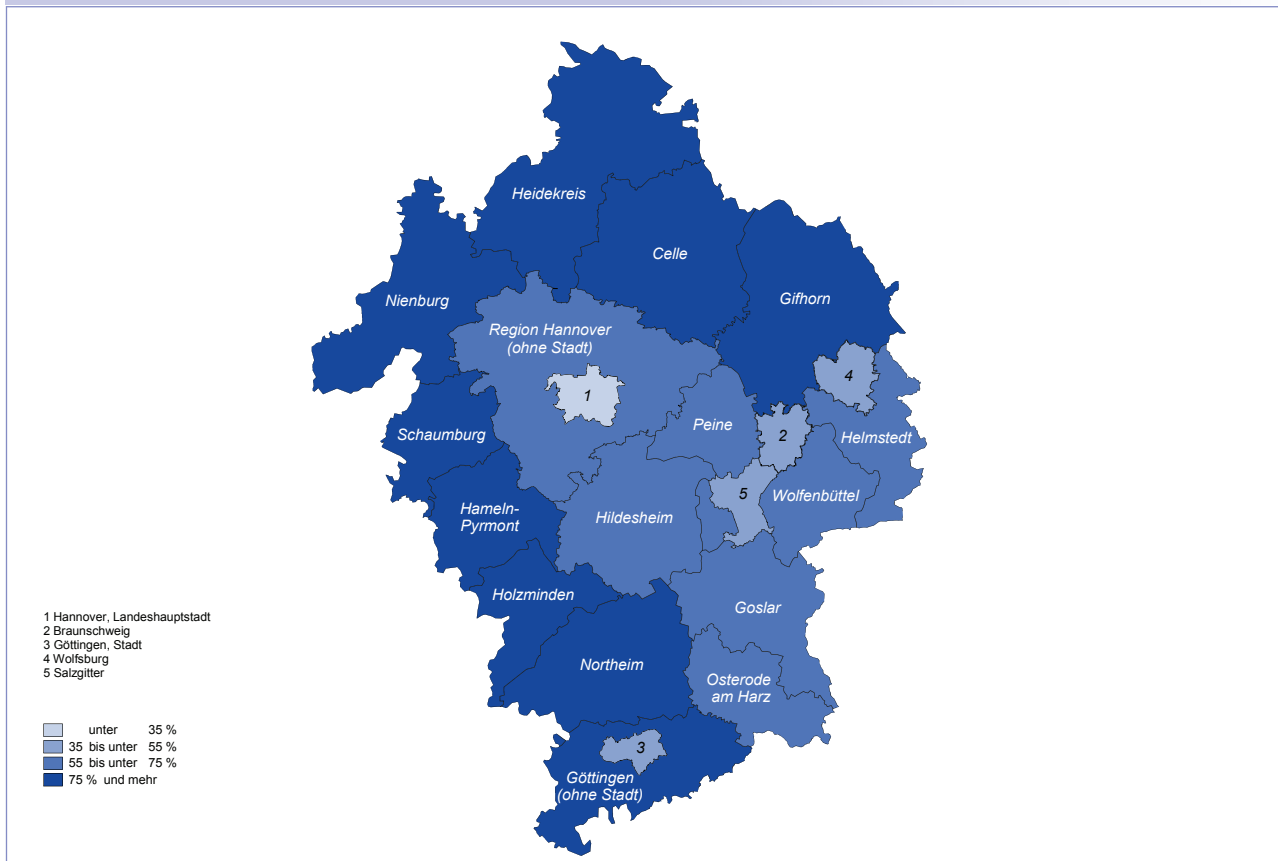 Heidekreis
Celle
Gifhorn
Nienburg
Region Hannover
(ohne Stadt)
4
1
Peine
2
Helmstedt
Schaumburg
5
Wolfenbüttel
Hameln-
Pyrmont
Hildesheim
Holzminden
Goslar
Northeim
Osterode
am Harz
3
Göttingen
(ohne Stadt)
1 Hannover, Landeshauptstadt
2 Braunschweig
3 Göttingen, Stadt
4 Wolfsburg
5 Salzgitter
unter 35 %
35 bis unter 55 %
55 bis unter 75 %
75 % und mehr